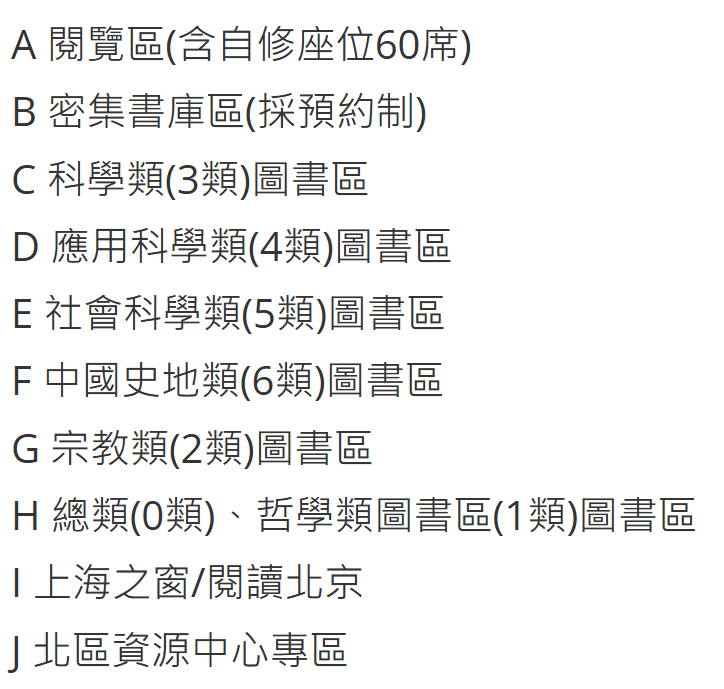 A 閱覽區(含自修座位60席)
B 密集書庫區(採預約制)
C 科學類(3類)圖書區
D 應用科學類(4類)圖書區
E 社會科學類(5類)圖書區
F 中國史地類(6類)圖書區
G 宗教類(2類)圖書區
H 總類(0類)、哲學類圖書區(1類)圖書區
I 上海之窗/閱讀北京
J 北區資源中心專區